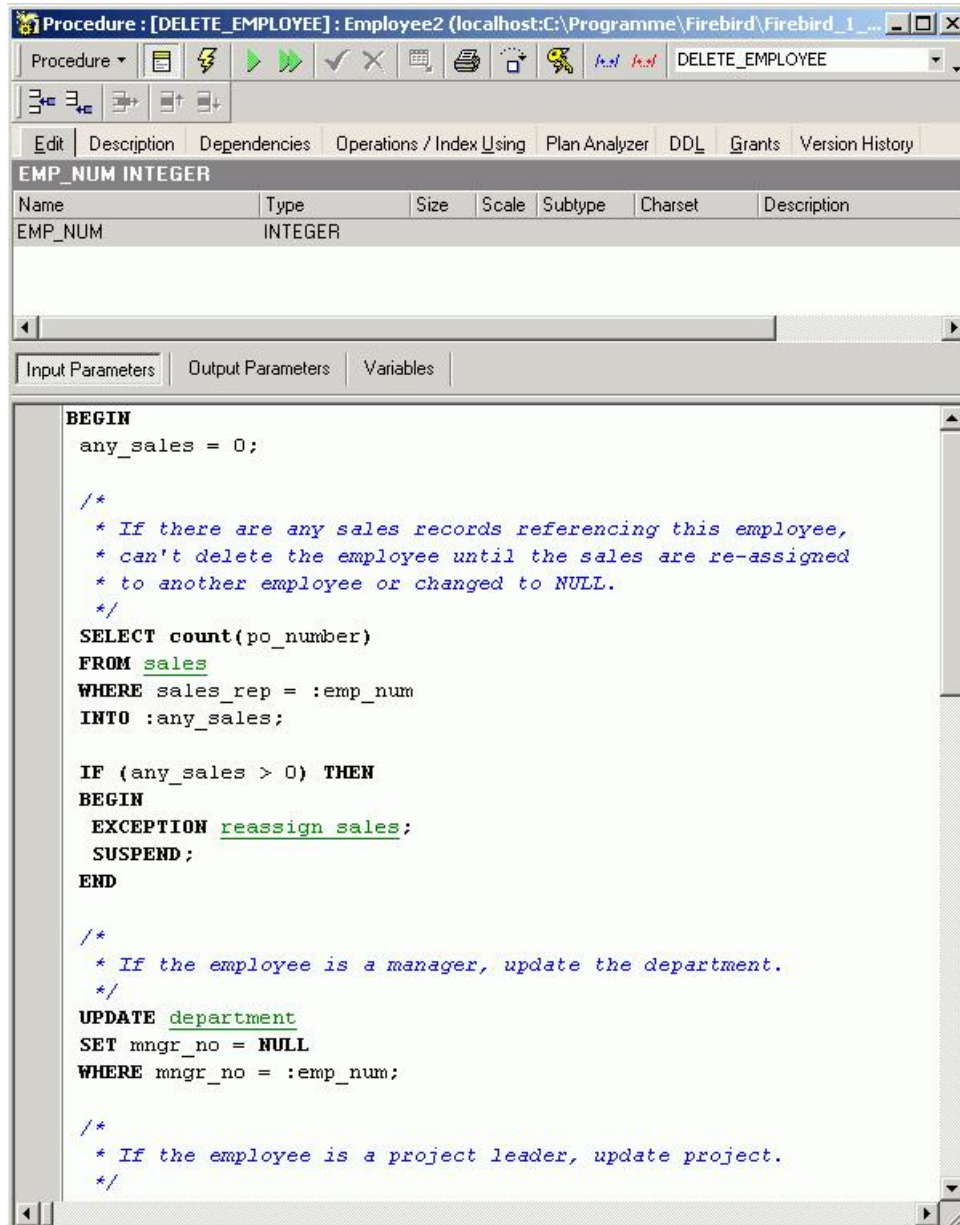 Procedure : [DELETE_EMPLOYEE] : Employee2 (localhost:C:\Programme\Firebird\Firebird_1_...
Procedure DELETE_EMPLOYEE
Edit Description Dependencies Operations / Index Using Plan Analyzer DDL Grants Version History
EMP_NUM INTEGER
Name Type Size Scale Subtype Charset Description
EMP_NUM INTEGER
Input Parameters Output Parameters Variables
BEGIN
any_sales = 0;
/*
* If there are any sales records referencing this employee,
* can't delete the employee until the sales are re-assigned
* to another employee or changed to NULL.
*/
SELECT count(po_number)
FROM sales
WHERE sales_rep = :emp_num
INTO :any_sales;
IF (any_sales > 0) THEN
BEGIN
EXCEPTION reassign_sales;
SUSPEND;
END
/*
* If the employee is a manager, update the department.
*/
UPDATE department
SET mngr_no = NULL
WHERE mngr_no = :emp_num;
/*
* If the employee is a project leader, update project.
*/